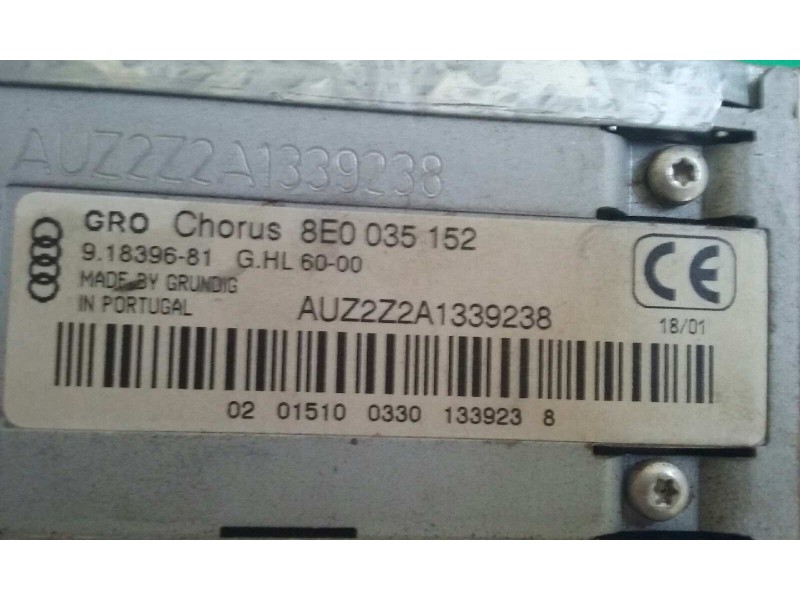 AUZ2Z2A1339238
GRO Chorus 8E0 035 152
9.18396-81 G.HL 60-00
MADE BY GRUNDIG
IN PORTUGAL
AUZ2Z2A1339238
CE
18/01
02 01510 0330 133923 8